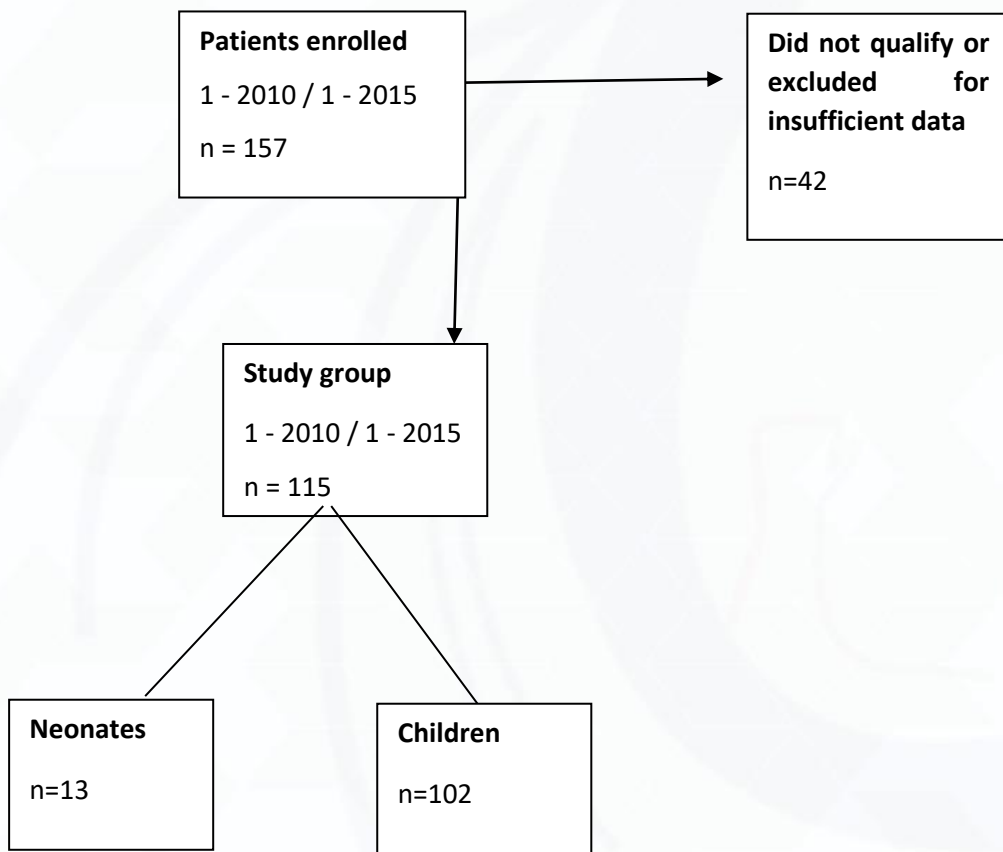 Patients enrolled
1 - 2010 / 1 - 2015
n = 157
Did not qualify or
excluded for
insufficient data
n=42
Study group
1 - 2010 / 1 - 2015
n = 115
Neonates
n=13
Children
n=102